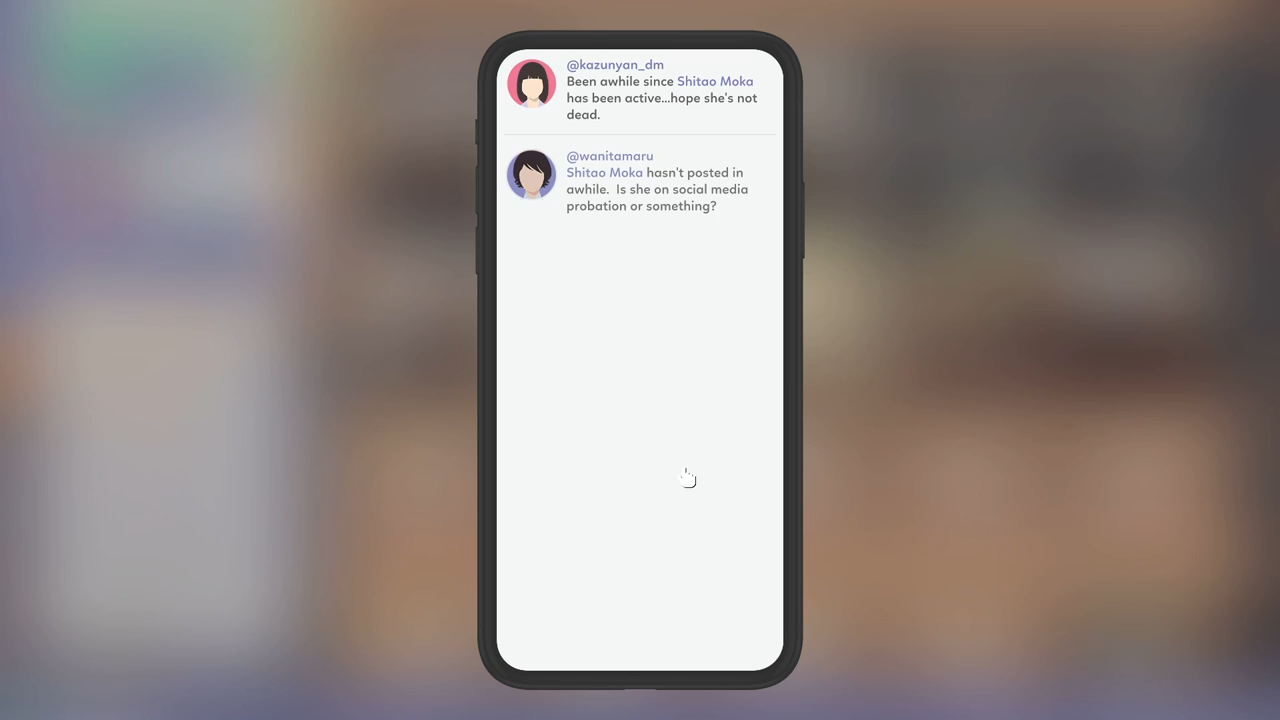 @kazunyan_dm
Been awhile since Shitao Moka
has been active...hope she's not
dead.
@wanitamaru
Shitao Moka hasn't posted in
awhile.  Is she on social media
probation or something?